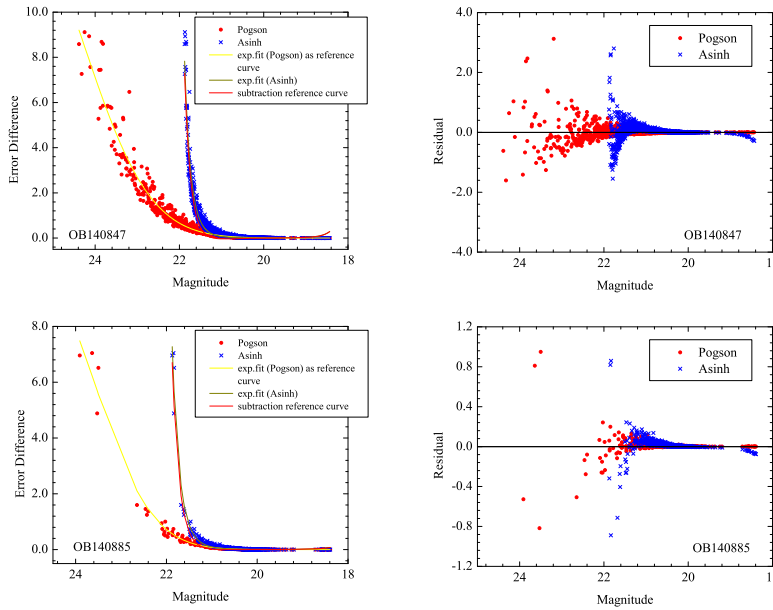 10.0
8.0
6.0
4.0
2.0
0.0
Error Difference
Pogson
Asinh
exp.fit (Pogson) as reference
curve
exp.fit (Asinh)
subtraction reference curve
OB140847
24
22
20
18
Magnitude
4.0
2.0
0.0
-2.0
-4.0
Residual
Pogson
Asinh
OB140847
24
22
20
1
Magnitude
8.0
6.0
4.0
2.0
0.0
Error Difference
Pogson
Asinh
exp.fit (Pogson) as reference
curve
exp.fit (Asinh)
subtraction reference curve
OB140885
24
22
20
18
Magnitude
1.2
0.8
0.4
0.0
-0.4
-0.8
-1.2
Residual
Pogson
Asinh
OB140885
24
22
20
1
Magnitude